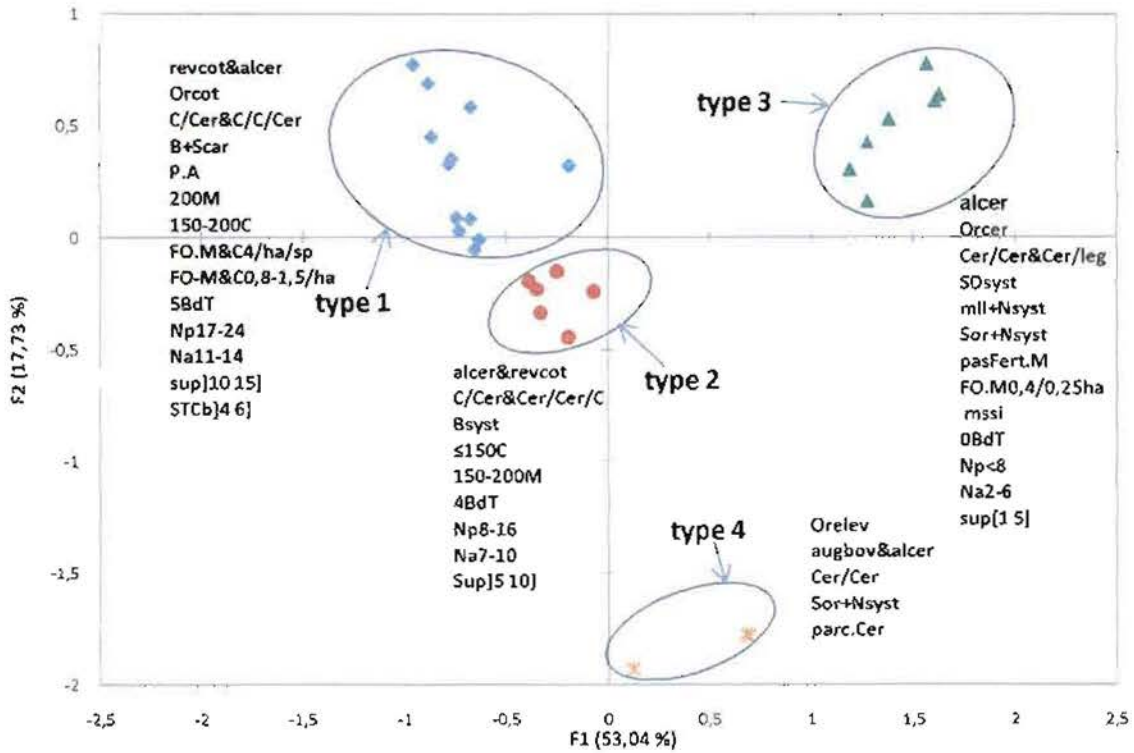 1
0,5
0
-0,5
-1
-1,5
-2
F2 (17,73 %)
-2,5
-2
-1,5
-1
-0,5
0
0,5
1
1,5
2
2,5
F1 (53,04 %)
revcot&alcer
Orcot
C/Cer&C/C/Cer
B+Scar
P.A
200M
150-200C
FO.M&C4/ha/sp
FO-M&C0,8-1,5/ha
5BdT
Np17-24
Na11-14
sup]10 15]
STCb]4 6]
type 1
alcer&revcot
C/Cer&Cer/Cer/C
Bsyst
≤150C
150-200M
4BdT
Np8-16
Na7-10
Sup]5 10]
type 2
type 3
alcer
Orcer
Cer/Cer&Cer/leg
SOsyst
mil+Nsyst
Sor+Nsyst
pasFert.M
FO.M0,4/0,25ha
mssi
0BdT
Np<8
Na2-6
sup[1 5]
type 4
Orelev
augbov&alcer
Cer/Cer
Sor+Nsyst
parc.Cer